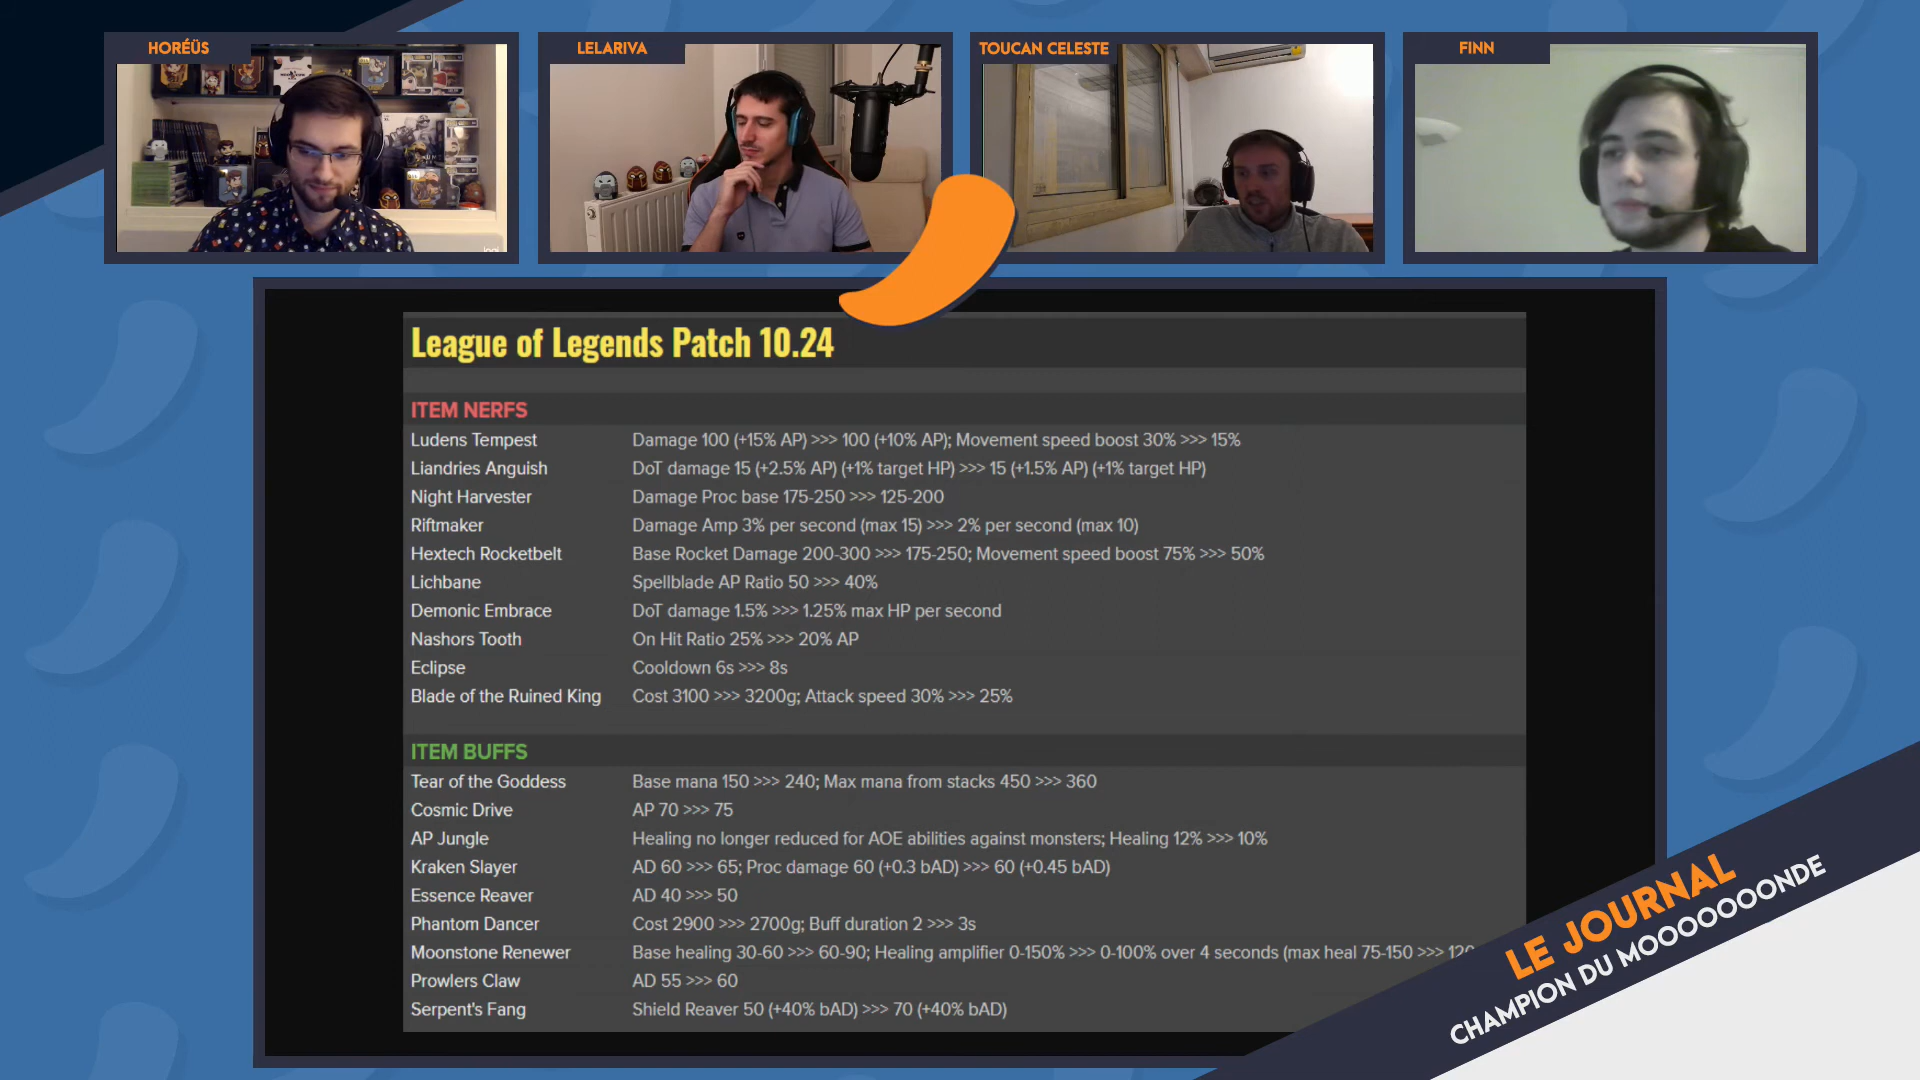 HORÉÜS
LELARIVA
TOUCAN CELESTE
FINN
League of Legends Patch 10.24
ITEM NERFS
Ludens Tempest Damage 100 (+15% AP) >>> 100 (+10% AP); Movement speed boost 30% >>> 15%
Liandries Anguish DoT damage 15 (+2.5% AP) (+1% target HP) >>> 15 (+1.5% AP) (+1% target HP)
Night Harvester Damage Proc base 175-250 >>> 125-200
Riftmaker Damage Amp 3% per second (max 15) >>> 2% per second (max 10)
Hextech Rocketbelt Base Rocket Damage 200-300 >>> 175-250; Movement speed boost 75% >>> 50%
Lichbane Spellblade AP Ratio 50 >>> 40%
Demonic Embrace DoT damage 1.5% >>> 1.25% max HP per second
Nashors Tooth On Hit Ratio 25% >>> 20% AP
Eclipse Cooldown 6s >>> 8s
Blade of the Ruined King Cost 3100 >>> 3200g; Attack speed 30% >>> 25%
ITEM BUFFS
Tear of the Goddess Base mana 150 >>> 240; Max mana from stacks 450 >>> 360
Cosmic Drive AP 70 >>> 75
AP Jungle Healing no longer reduced for AOE abilities against monsters; Healing 12% >>> 10%
Kraken Slayer AD 60 >>> 65; Proc damage 60 (+0.3 bAD) >>> 60 (+0.45 bAD)
Essence Reaver AD 40 >>> 50
Phantom Dancer Cost 2900 >>> 2700g; Buff duration 2 >>> 3s
Moonstone Renewer Base healing 30-60 >>> 60-90; Healing amplifier 0-150% >>> 0-100% over 4 seconds (max heal 75-150 >>> 120
Prowlers Claw AD 55 >>> 60
Serpent's Fang Shield Reaver 50 (+40% bAD) >>> 70 (+40% bAD)
LE JOURNAL
CHAMPION DU MOOOOOOONDE